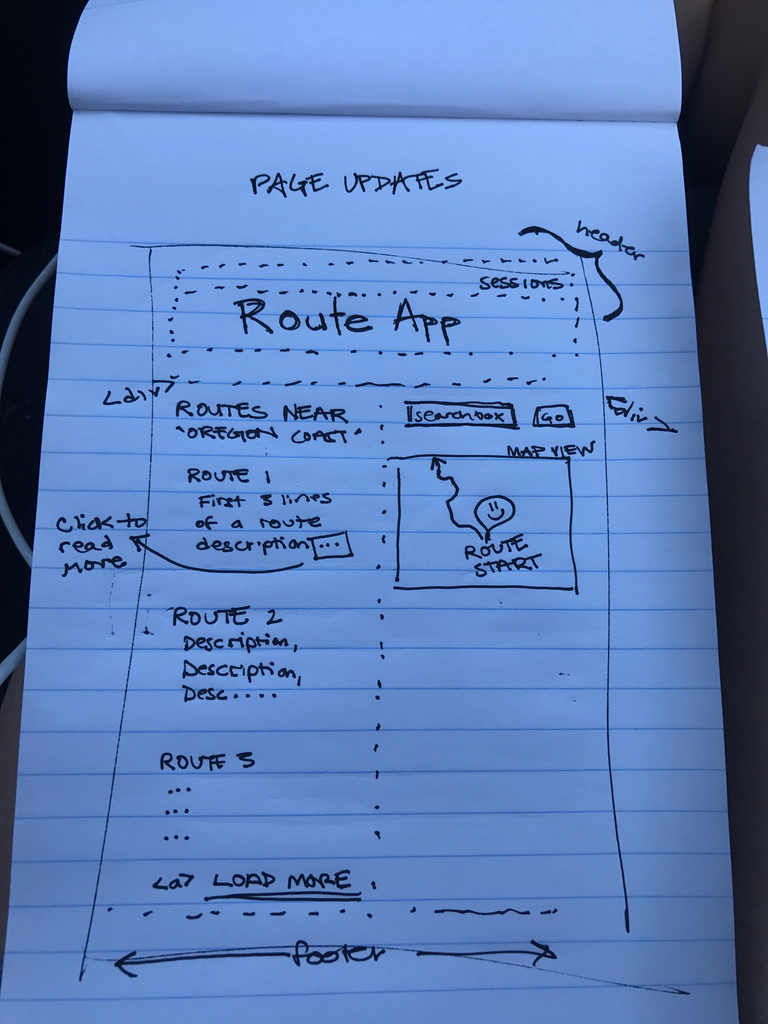 PAGE UPDATES
header
sessions
Route App
<div>
ROUTES NEAR
"OREGON COAST"
searchbox
GO
<div>
MAP VIEW
ROUTE 1
First 3 lines
of a route
description ...
Click to
read
more
ROUTE
START
ROUTE 2
Description,
Description,
Desc ....
ROUTE 3
...
...
...
<a> LOAD MORE
footer